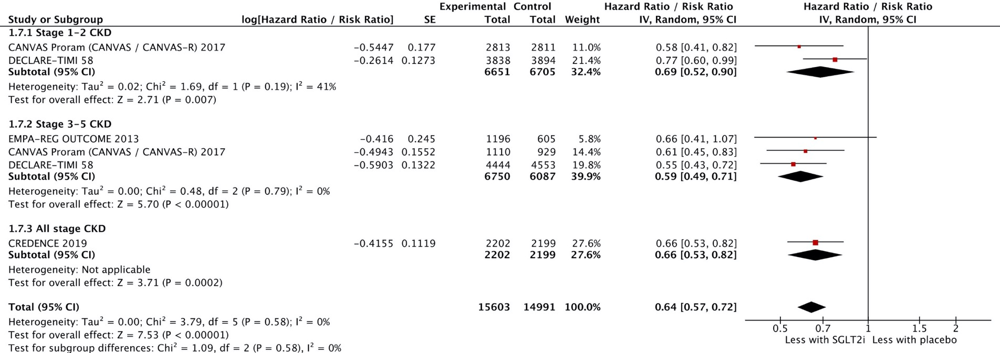 Experimental Control Hazard Ratio / Risk Ratio Hazard Ratio / Risk Ratio
Study or Subgroup log[Hazard Ratio / Risk Ratio] SE Total Total Weight IV, Random, 95% CI IV, Random, 95% CI
1.7.1 Stage 1–2 CKD
CANVAS Proram (CANVAS / CANVAS-R) 2017 −0.5447 0.177 2813 2811 11.0% 0.58 [0.41, 0.82]
DECLARE-TIMI 58 −0.2614 0.1273 3838 3894 21.4% 0.77 [0.60, 0.99]
Subtotal (95% CI) 6651 6705 32.4% 0.69 [0.52, 0.90]
Heterogeneity: Tau² = 0.02; Chi² = 1.69, df = 1 (P = 0.19); I² = 41%
Test for overall effect: Z = 2.71 (P = 0.007)
1.7.2 Stage 3–5 CKD
EMPA-REG OUTCOME 2013 −0.416 0.245 1196 605 5.8% 0.66 [0.41, 1.07]
CANVAS Proram (CANVAS / CANVAS-R) 2017 −0.4943 0.1552 1110 929 14.4% 0.61 [0.45, 0.83]
DECLARE-TIMI 58 −0.5903 0.1322 4444 4553 19.8% 0.55 [0.43, 0.72]
Subtotal (95% CI) 6750 6087 39.9% 0.59 [0.49, 0.71]
Heterogeneity: Tau² = 0.00; Chi² = 0.48, df = 2 (P = 0.79); I² = 0%
Test for overall effect: Z = 5.70 (P < 0.00001)
1.7.3 All stage CKD
CREDENCE 2019 −0.4155 0.1119 2202 2199 27.6% 0.66 [0.53, 0.82]
Subtotal (95% CI) 2202 2199 27.6% 0.66 [0.53, 0.82]
Heterogeneity: Not applicable
Test for overall effect: Z = 3.71 (P = 0.0002)
Total (95% CI) 15603 14991 100.0% 0.64 [0.57, 0.72]
Heterogeneity: Tau² = 0.00; Chi² = 3.79, df = 5 (P = 0.58); I² = 0%
Test for overall effect: Z = 7.53 (P < 0.00001)
Test for subgroup differences: Chi² = 1.09, df = 2 (P = 0.58), I² = 0%
0.5 0.7 1 1.5 2
Less with SGLT2i Less with placebo